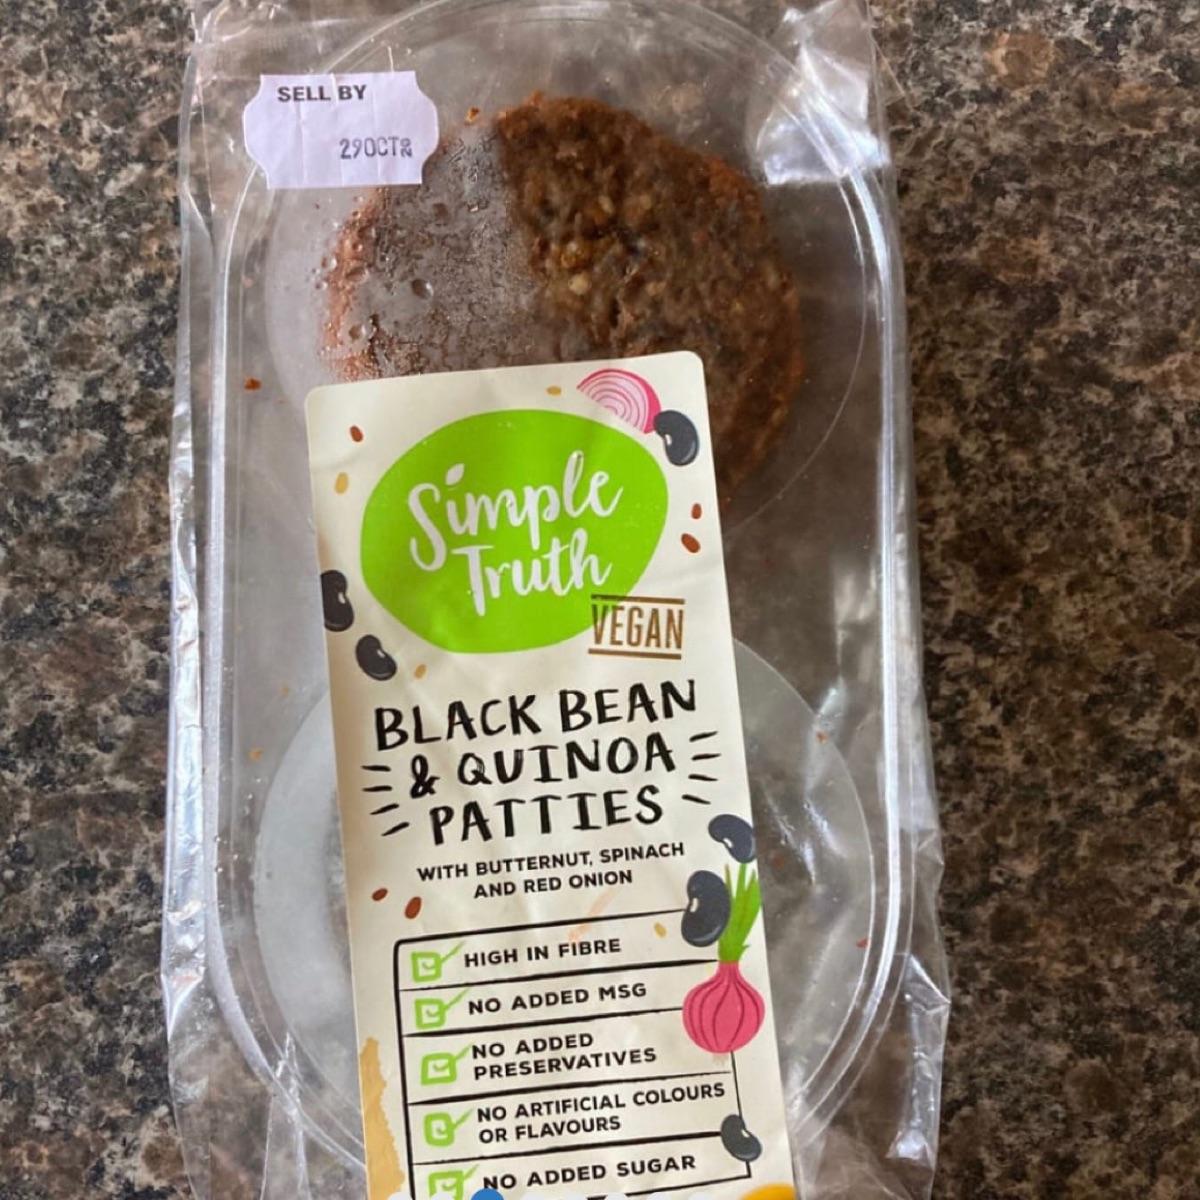 SELL BY
29OCT
Simple
Truth
VEGAN
BLACK BEAN
& QUINOA
PATTIES
WITH BUTTERNUT, SPINACH
AND RED ONION
HIGH IN FIBRE
NO ADDED MSG
NO ADDED
PRESERVATIVES
NO ARTIFICIAL COLOURS
OR FLAVOURS
NO ADDED SUGAR